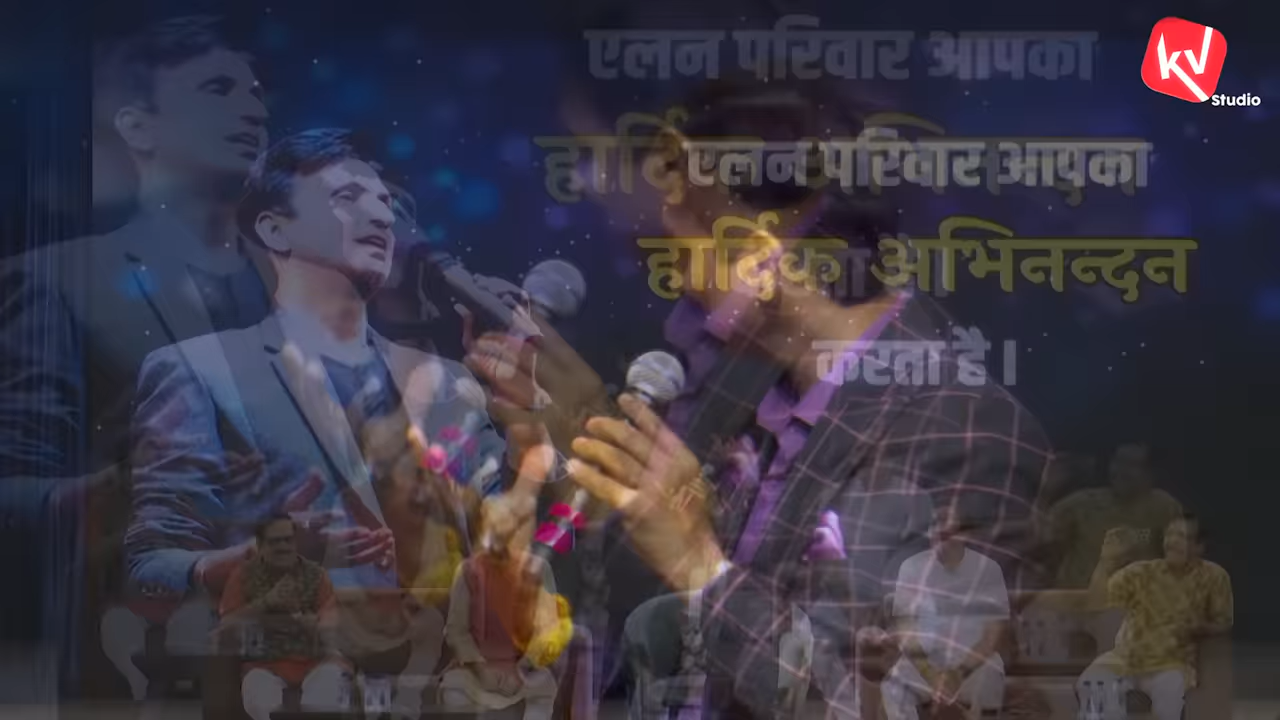 एलन परिवार आपका
एलन परिवार आपका
हार्दिक अभिनन्दन
करता है।
KV
Studio